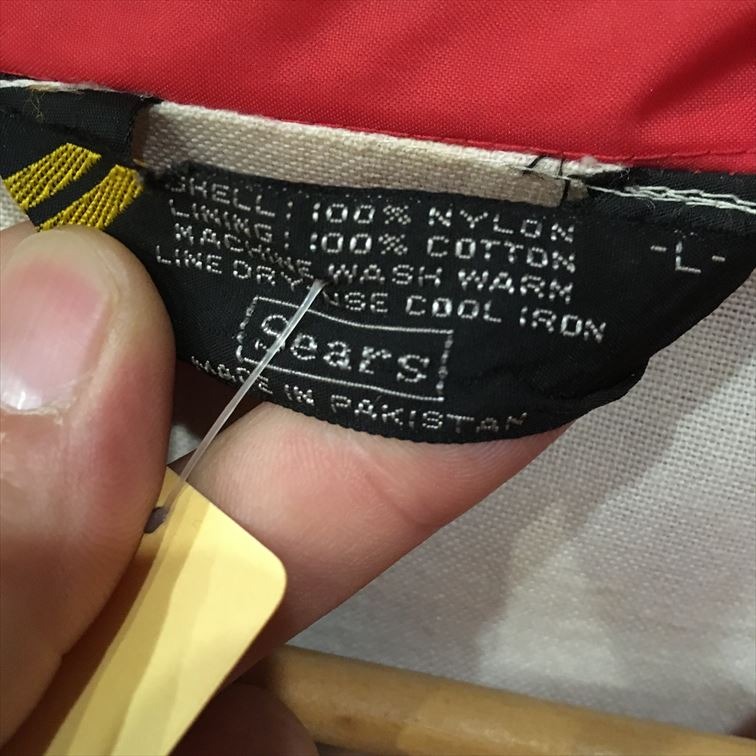 SHELL : 100% NYLON
LINING : 100% COTTON
-L-
MACHINE WASH WARM
LINE DRY USE COOL IRON
Sears
MADE IN PAKISTAN